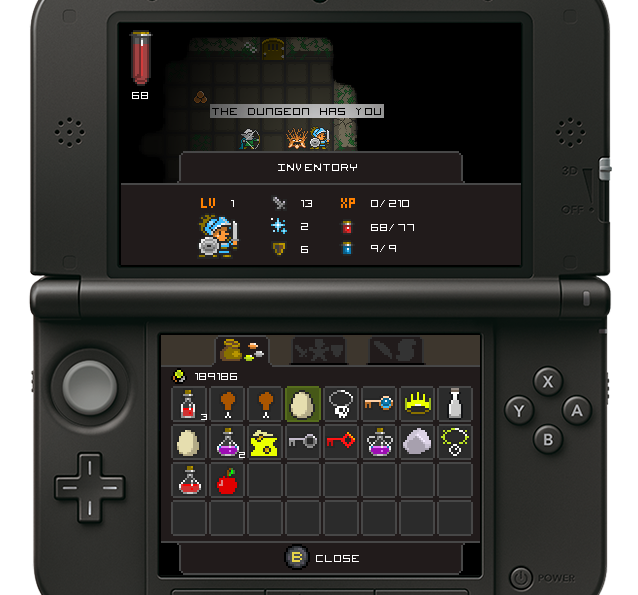 68
THE DUNGEON HAS YOU
INVENTORY
LV 1 13 XP 0/210
2 68/77
6 9/9
3D
OFF
189186
3
2
X
Y A
B
B CLOSE
POWER